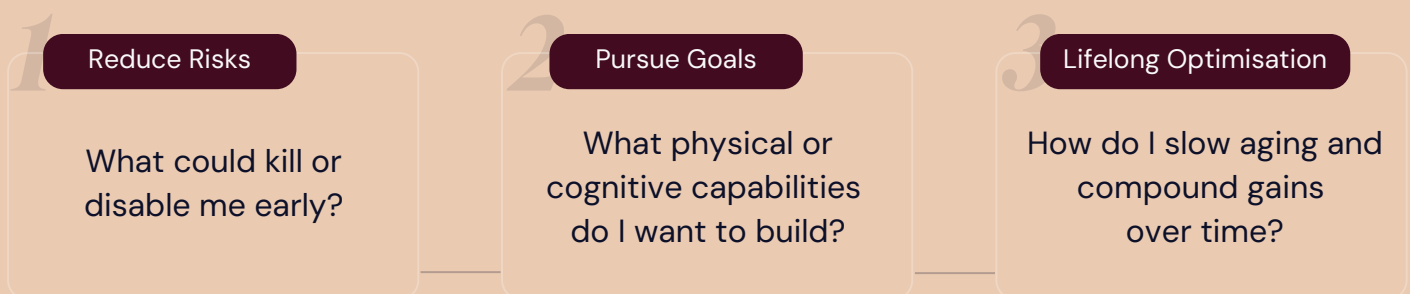 1
Reduce Risks
What could kill or
disable me early?
2
Pursue Goals
What physical or
cognitive capabilities
do I want to build?
3
Lifelong Optimisation
How do I slow aging and
compound gains
over time?